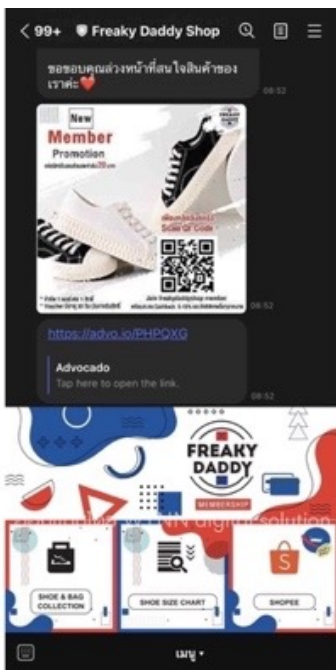 99+ Freaky Daddy Shop
ขอขอบคุณล่วงหน้าที่สนใจสินค้าของ
เราค่ะ❤️
08:52
New
Member
Promotion
FREAKY
DADDY
Scan QR Code
Join freakydaddyshop member
08:52
https://advo.io/PHPQXG
Advocado
Tap here to open the link.
08:52
FREAKY
DADDY
MEMBERSHIP
SHOE & BAG
COLLECTION
SHOE SIZE CHART
SHOPEE
เมนู